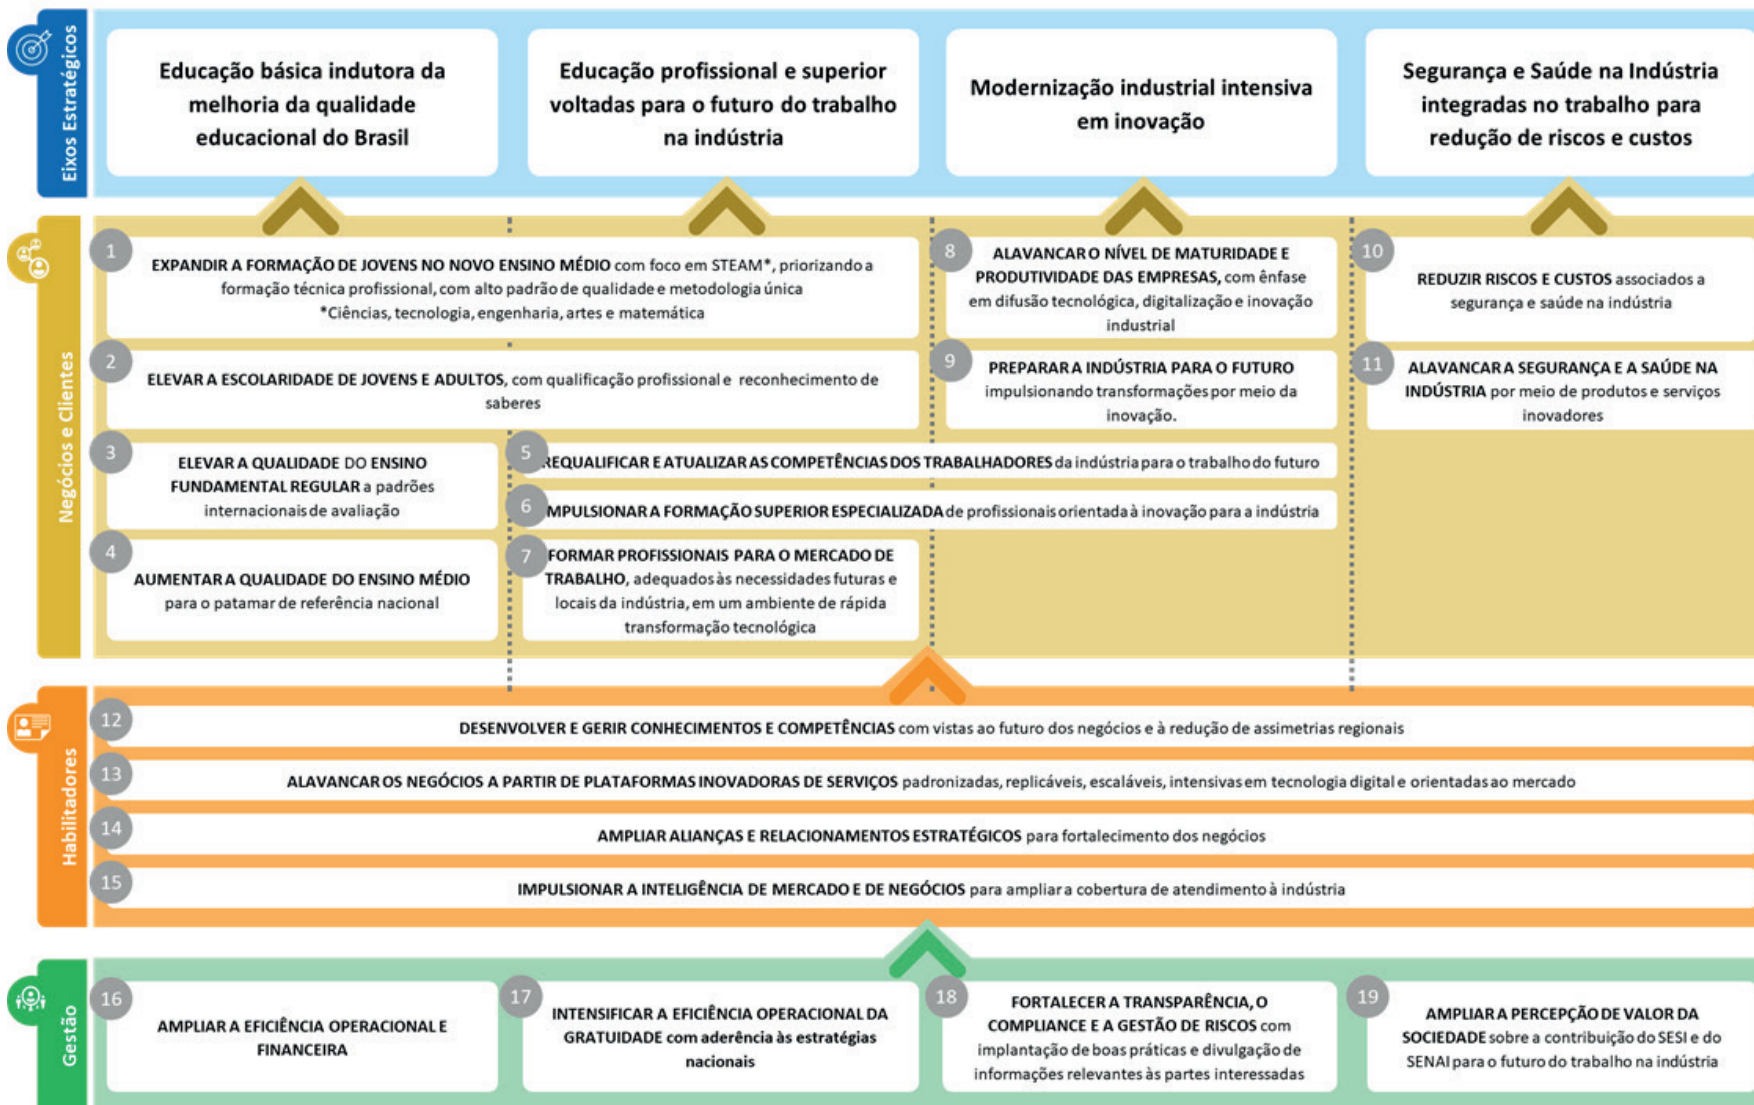 Eixos Estratégicos
Educação básica indutora da
melhoria da qualidade
educacional do Brasil
Educação profissional e superior
voltadas para o futuro do trabalho
na indústria
Modernização industrial intensiva
em inovação
Segurança e Saúde na Indústria
integradas no trabalho para
redução de riscos e custos
Negócios e Clientes
1
EXPANDIR A FORMAÇÃO DE JOVENS NO NOVO ENSINO MÉDIO com foco em STEAM*, priorizando a
formação técnica profissional, com alto padrão de qualidade e metodologia única
*Ciências, tecnologia, engenharia, artes e matemática
2
ELEVAR A ESCOLARIDADE DE JOVENS E ADULTOS, com qualificação profissional e reconhecimento de
saberes
3
ELEVAR A QUALIDADE DO ENSINO
FUNDAMENTAL REGULAR a padrões
internacionais de avaliação
4
AUMENTAR A QUALIDADE DO ENSINO MÉDIO
para o patamar de referência nacional
5
REQUALIFICAR E ATUALIZAR AS COMPETÊNCIAS DOS TRABALHADORES da indústria para o trabalho do futuro
6
MPULSIONAR A FORMAÇÃO SUPERIOR ESPECIALIZADA de profissionais orientada à inovação para a indústria
7
FORMAR PROFISSIONAIS PARA O MERCADO DE
TRABALHO, adequados às necessidades futuras e
locais da indústria, em um ambiente de rápida
transformação tecnológica
8
ALAVANCAR O NÍVEL DE MATURIDADE E
PRODUTIVIDADE DAS EMPRESAS, com ênfase
em difusão tecnológica, digitalização e inovação
industrial
9
PREPARAR A INDÚSTRIA PARA O FUTURO
impulsionando transformações por meio da
inovação.
10
REDUZIR RISCOS E CUSTOS associados a
segurança e saúde na indústria
11
ALAVANCAR A SEGURANÇA E A SAÚDE NA
INDÚSTRIA por meio de produtos e serviços
inovadores
Habilitadores
12
DESENVOLVER E GERIR CONHECIMENTOS E COMPETÊNCIAS com vistas ao futuro dos negócios e à redução de assimetrias regionais
13
ALAVANCAR OS NEGÓCIOS A PARTIR DE PLATAFORMAS INOVADORAS DE SERVIÇOS padronizadas, replicáveis, escaláveis, intensivas em tecnologia digital e orientadas ao mercado
14
AMPLIAR ALIANÇAS E RELACIONAMENTOS ESTRATÉGICOS para fortalecimento dos negócios
15
IMPULSIONAR A INTELIGÊNCIA DE MERCADO E DE NEGÓCIOS para ampliar a cobertura de atendimento à indústria
Gestão
16
AMPLIAR A EFICIÊNCIA OPERACIONAL E
FINANCEIRA
17
INTENSIFICAR A EFICIÊNCIA OPERACIONAL DA
GRATUIDADE com aderência às estratégias
nacionais
18
FORTALECER A TRANSPARÊNCIA, O
COMPLIANCE E A GESTÃO DE RISCOS com
implantação de boas práticas e divulgação de
informações relevantes às partes interessadas
19
AMPLIAR A PERCEPÇÃO DE VALOR DA
SOCIEDADE sobre a contribuição do SESI e do
SENAI para o futuro do trabalho na indústria